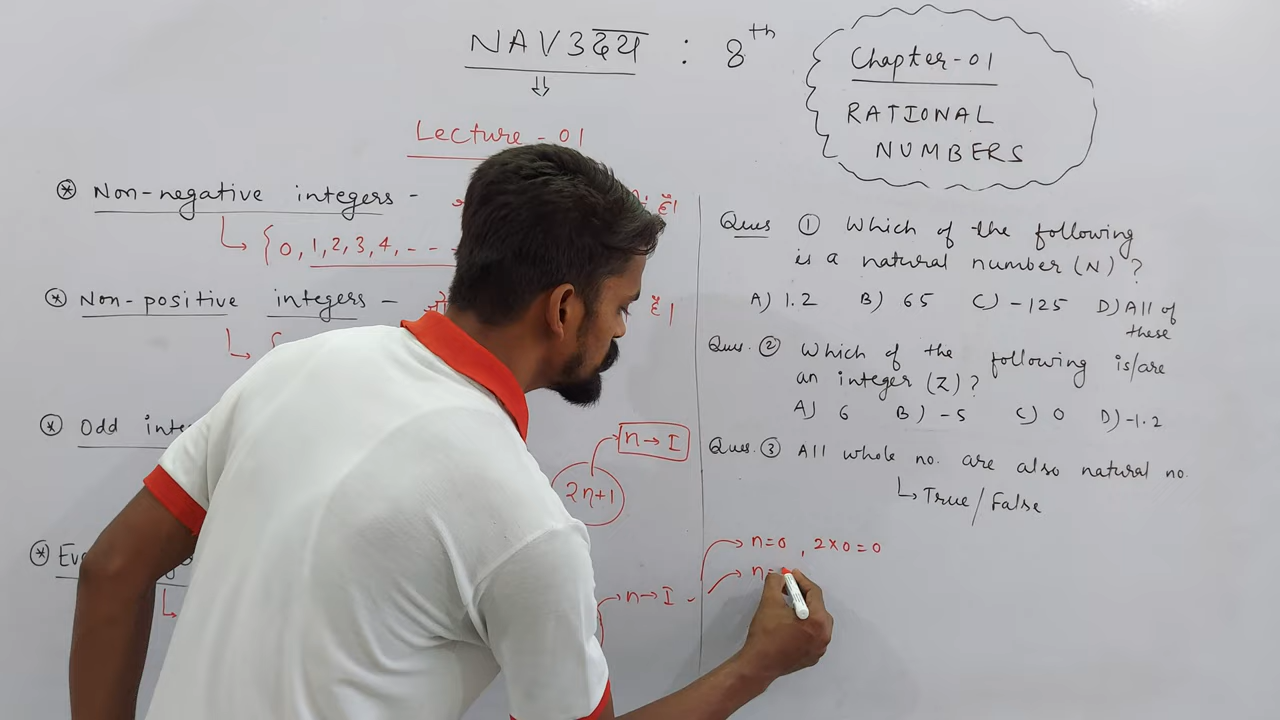 NAV3दय : 8th
Chapter-01
RATIONAL
NUMBERS
Lecture - 01
⊛ Non-negative integers -
है।
{0, 1, 2, 3, 4, - - -
⊛ Non-positive integers -
है।
⊛ Odd
n→I
2n+1
n→I
n=0 , 2×0=0
n=
Ques ① Which of the following
is a natural number (N) ?
A) 1.2 B) 65 C) -125 D) All of
these
Ques. ② Which of the following is/are
an integer (Z) ?
A) 6 B) -5 C) 0 D) -1.2
Ques. ③ All whole no. are also natural no.
↳ True/False